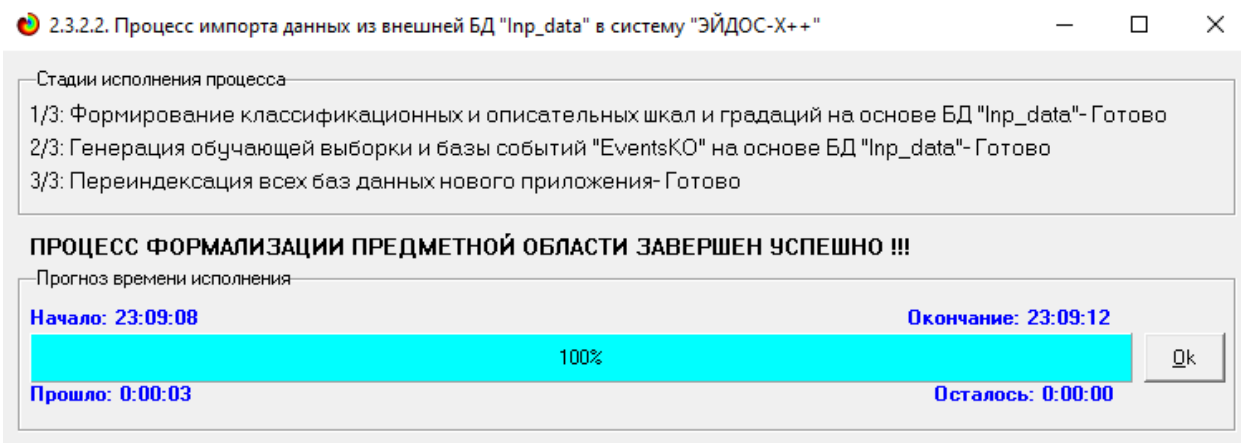 2.3.2.2. Процесс импорта данных из внешней БД "Inp_data" в систему "ЭЙДОС-X++"
Стадии исполнения процесса
1/3: Формирование классификационных и описательных шкал и градаций на основе БД "Inp_data"- Готово
2/3: Генерация обучающей выборки и базы событий "EventsKO" на основе БД "Inp_data"- Готово
3/3: Переиндексация всех баз данных нового приложения- Готово
ПРОЦЕСС ФОРМАЛИЗАЦИИ ПРЕДМЕТНОЙ ОБЛАСТИ ЗАВЕРШЕН УСПЕШНО !!!
Прогноз времени исполнения
Начало: 23:09:08 Окончание: 23:09:12
100% Ok
Прошло: 0:00:03 Осталось: 0:00:00